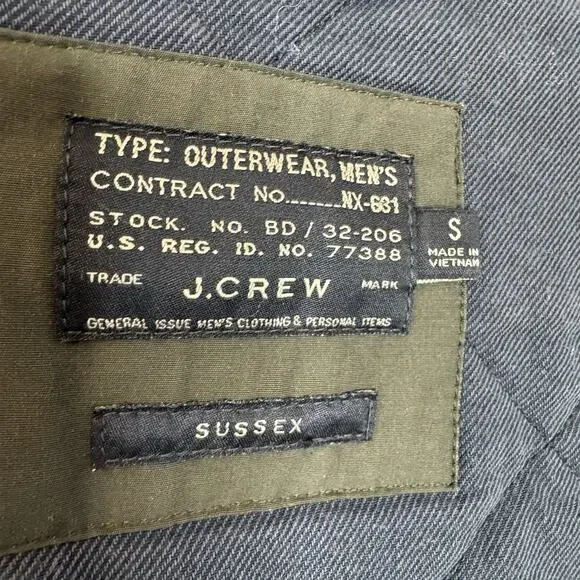 TYPE: OUTERWEAR, MEN'S
CONTRACT NO.......NX-631
STOCK. NO. BD / 32-206
U.S. REG. ID. NO. 77388
TRADE J.CREW MARK
GENERAL ISSUE MEN'S CLOTHING & PERSONAL ITEMS
S
MADE IN
VIETNAM
SUSSEX